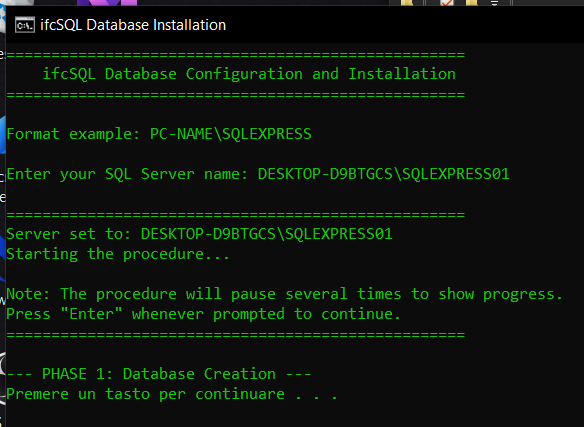 ifcSQL Database Installation
===================================================
ifcSQL Database Configuration and Installation
===================================================
Format example: PC-NAME\SQLEXPRESS
Enter your SQL Server name: DESKTOP-D9BTGCS\SQLEXPRESS01
===================================================
Server set to: DESKTOP-D9BTGCS\SQLEXPRESS01
Starting the procedure...
Note: The procedure will pause several times to show progress.
Press "Enter" whenever prompted to continue.
===================================================
--- PHASE 1: Database Creation ---
Premere un tasto per continuare . . .